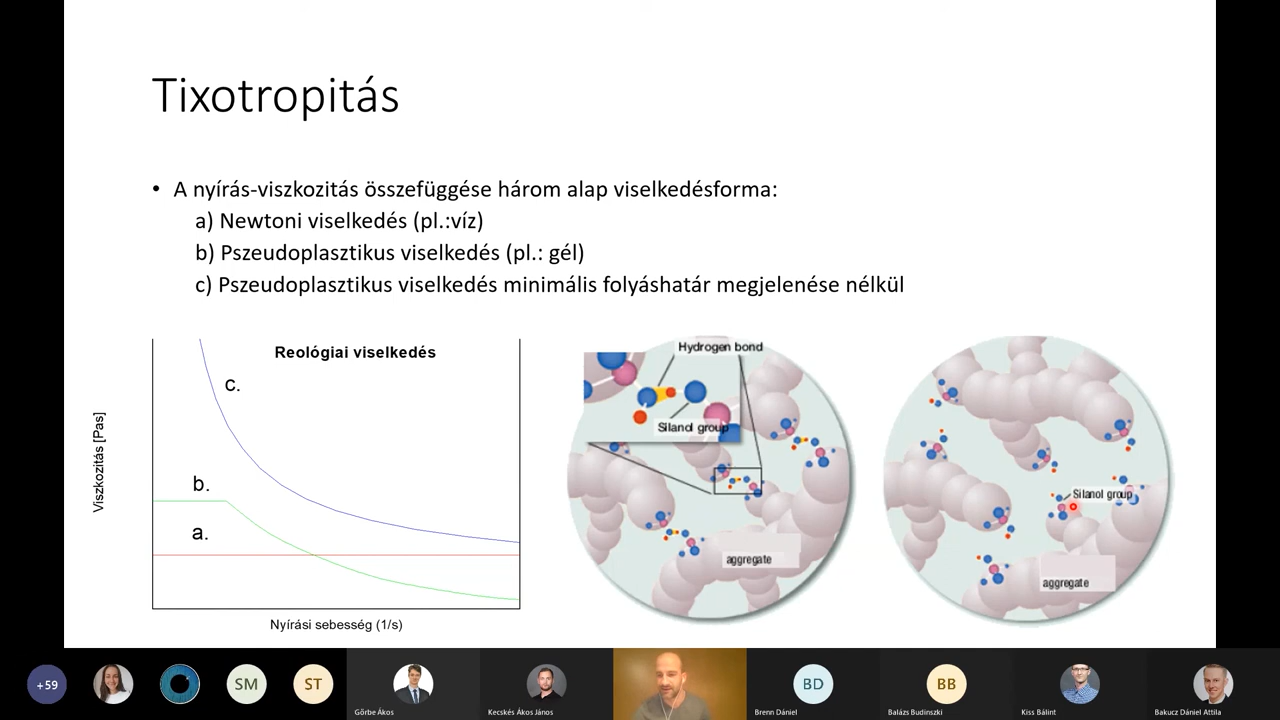 Tixotropitás
• A nyírás-viszkozitás összefüggése három alap viselkedésforma:
a) Newtoni viselkedés (pl.:víz)
b) Pszeudoplasztikus viselkedés (pl.: gél)
c) Pszeudoplasztikus viselkedés minimális folyáshatár megjelenése nélkül
Reológiai viselkedés
c.
b.
a.
Viszkozitás [Pas]
Nyírási sebesség (1/s)
Hydrogen bond
Silanol group
aggregate
Silanol group
aggregate
+59
SM
ST
Gőrbe Ákos
Kecskés Ákos János
BD
Brenn Dániel
BB
Balázs Budinszki
Kiss Bálint
Bakucz Dániel Attila